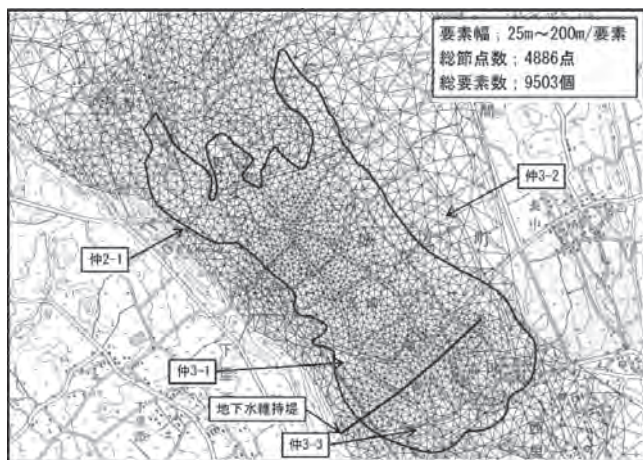 要素幅；25m～200m/要素
総節点数；4886点
総要素数；9503個
仲3-2
仲2-1
仲3-1
地下水維持堤
仲3-3